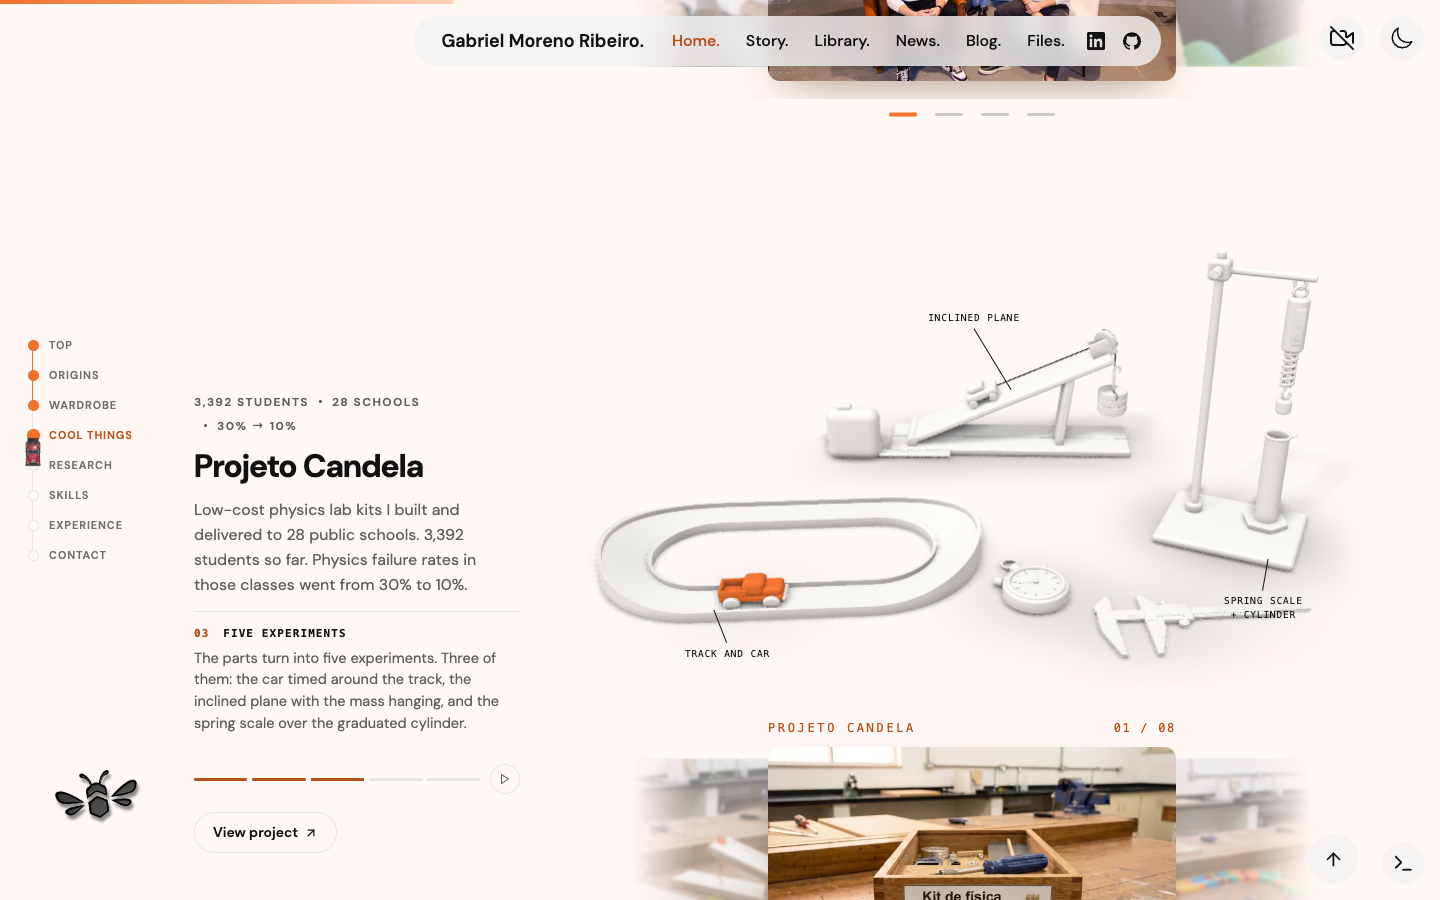 Gabriel Moreno Ribeiro.
Home.
Story.
Library.
News.
Blog.
Files.
TOP
ORIGINS
WARDROBE
COOL THINGS
RESEARCH
SKILLS
EXPERIENCE
CONTACT
3,392 STUDENTS • 28 SCHOOLS
• 30% → 10%
Projeto Candela
Low-cost physics lab kits I built and
delivered to 28 public schools. 3,392
students so far. Physics failure rates in
those classes went from 30% to 10%.
03 FIVE EXPERIMENTS
The parts turn into five experiments. Three of
them: the car timed around the track, the
inclined plane with the mass hanging, and the
spring scale over the graduated cylinder.
View project ↗
INCLINED PLANE
TRACK AND CAR
SPRING SCALE
+ CYLINDER
PROJETO CANDELA
01 / 08
Kit de física